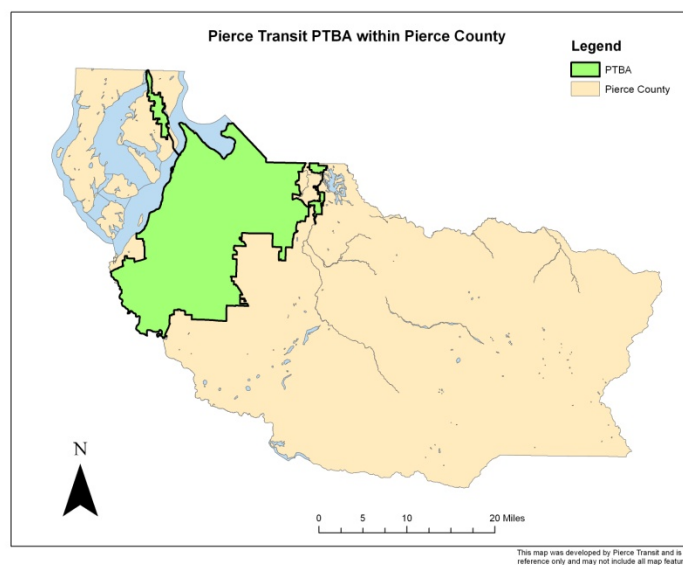 Pierce Transit PTBA within Pierce County
Legend
PTBA
Pierce County
N
0 5 10 20 Miles
This map was developed by Pierce Transit and is
reference only and may not include all map featur